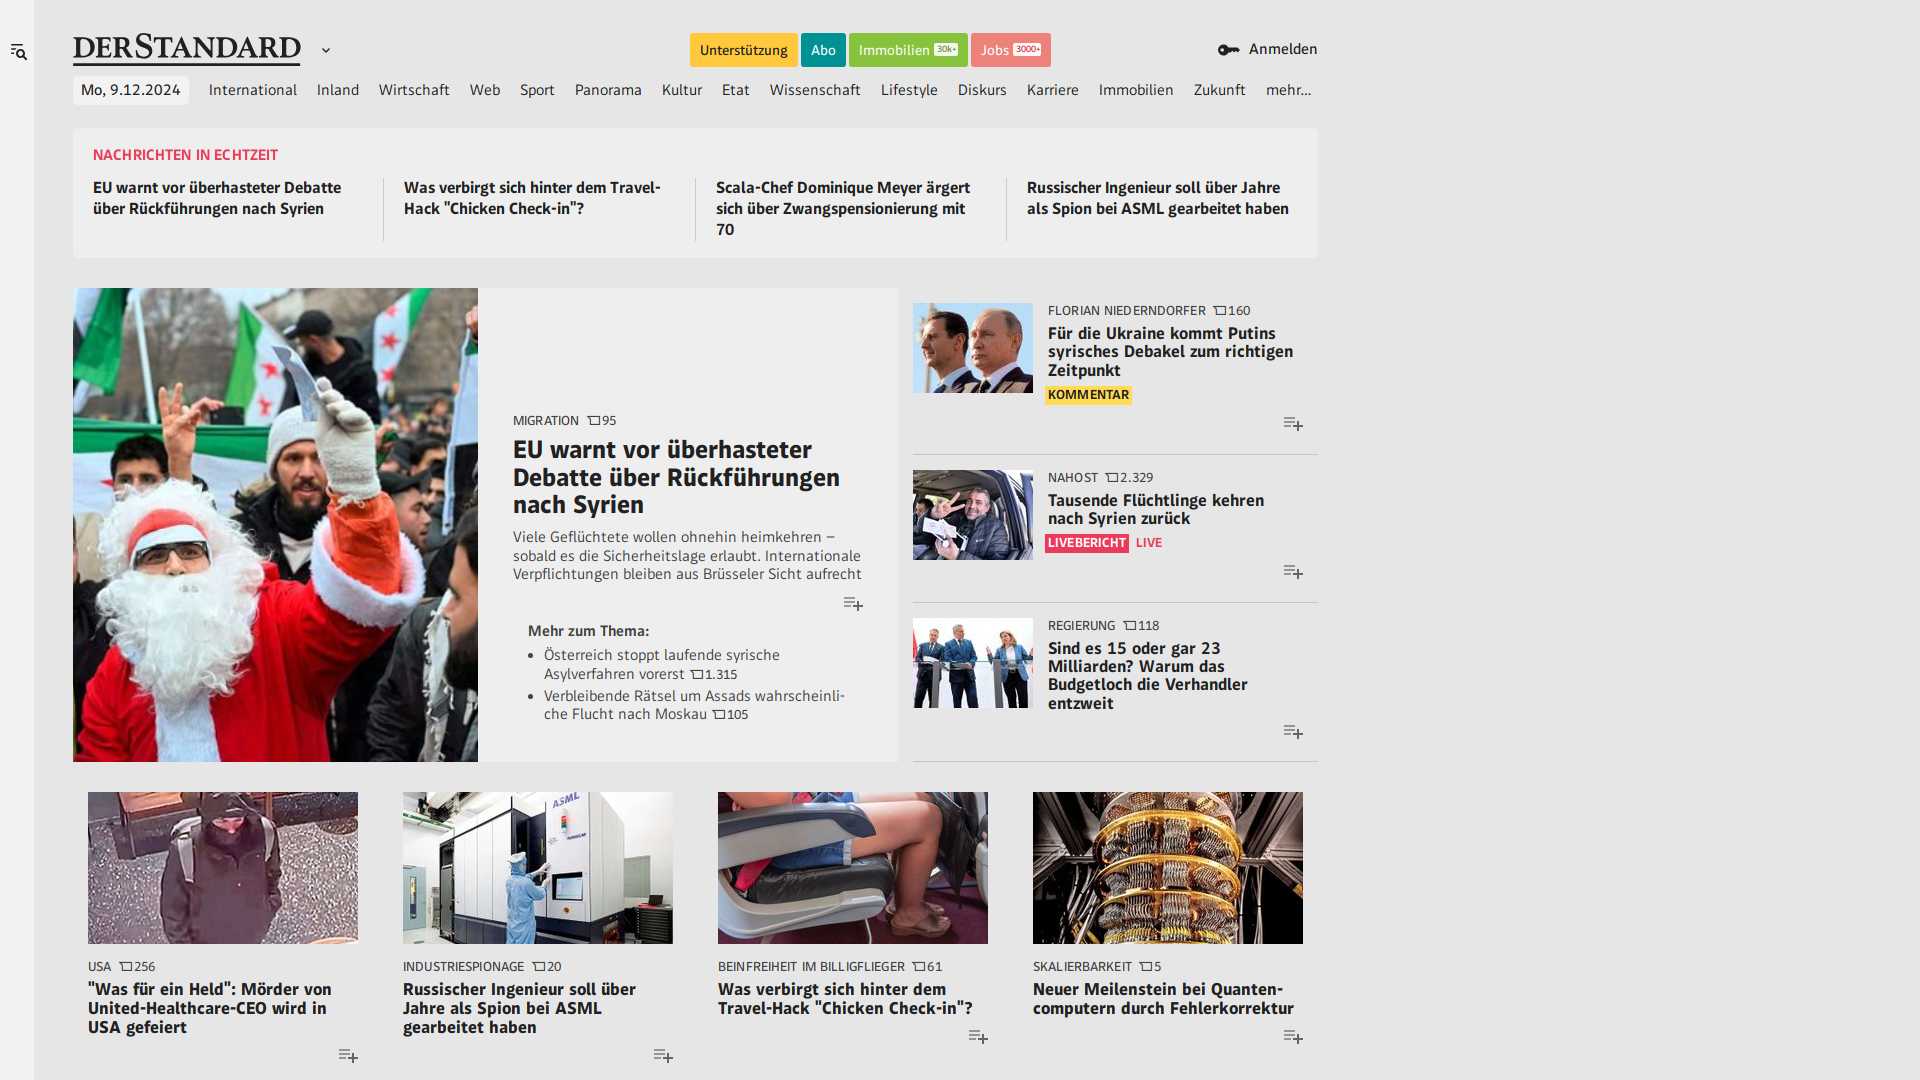 DERSTANDARD
Unterstützung
Abo
Immobilien 30k+
Jobs 3000+
Anmelden
Mo, 9.12.2024
International
Inland
Wirtschaft
Web
Sport
Panorama
Kultur
Etat
Wissenschaft
Lifestyle
Diskurs
Karriere
Immobilien
Zukunft
mehr...
NACHRICHTEN IN ECHTZEIT
EU warnt vor überhasteter Debatte
über Rückführungen nach Syrien
Was verbirgt sich hinter dem Travel-
Hack "Chicken Check-in"?
Scala-Chef Dominique Meyer ärgert
sich über Zwangspensionierung mit
70
Russischer Ingenieur soll über Jahre
als Spion bei ASML gearbeitet haben
MIGRATION 95
EU warnt vor überhasteter
Debatte über Rückführungen
nach Syrien
Viele Geflüchtete wollen ohnehin heimkehren –
sobald es die Sicherheitslage erlaubt. Internationale
Verpflichtungen bleiben aus Brüsseler Sicht aufrecht
Mehr zum Thema:
• Österreich stoppt laufende syrische
Asylverfahren vorerst 1.315
• Verbleibende Rätsel um Assads wahrscheinli-
che Flucht nach Moskau 105
FLORIAN NIEDERNDORFER 160
Für die Ukraine kommt Putins
syrisches Debakel zum richtigen
Zeitpunkt
KOMMENTAR
NAHOST 2.329
Tausende Flüchtlinge kehren
nach Syrien zurück
LIVEBERICHT LIVE
REGIERUNG 118
Sind es 15 oder gar 23
Milliarden? Warum das
Budgetloch die Verhandler
entzweit
USA 256
"Was für ein Held": Mörder von
United-Healthcare-CEO wird in
USA gefeiert
ASML
INDUSTRIESPIONAGE 20
Russischer Ingenieur soll über
Jahre als Spion bei ASML
gearbeitet haben
BEINFREIHEIT IM BILLIGFLIEGER 61
Was verbirgt sich hinter dem
Travel-Hack "Chicken Check-in"?
SKALIERBARKEIT 5
Neuer Meilenstein bei Quanten-
computern durch Fehlerkorrektur